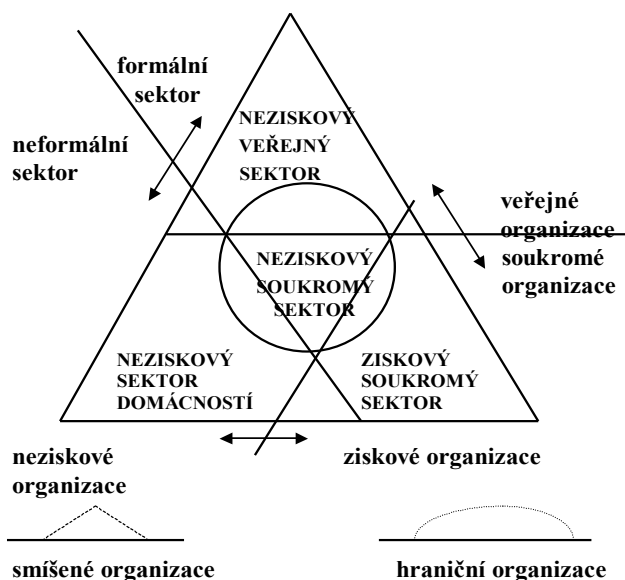 formální
sektor
neformální
sektor
NEZISKOVÝ
VEŘEJNÝ
SEKTOR
veřejné
organizace
soukromé
organizace
NEZISKOVÝ
SOUKROMÝ
SEKTOR
NEZISKOVÝ
SEKTOR
DOMÁCNOSTÍ
ZISKOVÝ
SOUKROMÝ
SEKTOR
neziskové
organizace
ziskové organizace
smíšené organizace
hraniční organizace